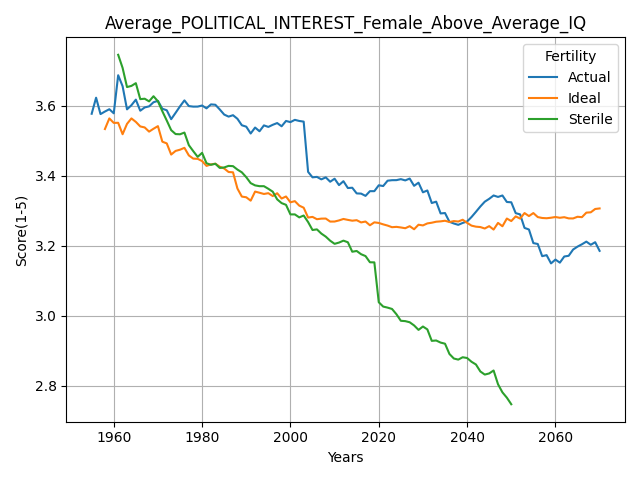 Average_POLITICAL_INTEREST_Female_Above_Average_IQ
Fertility
Actual
Ideal
Sterile
Score(1-5)
3.6
3.4
3.2
3.0
2.8
1960 1980 2000 2020 2040 2060
Years